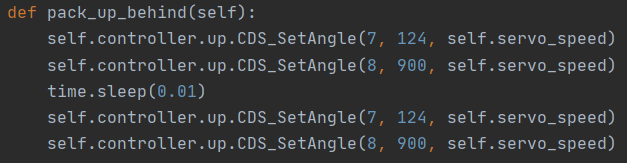 def pack_up_behind(self):
    self.controller.up.CDS_SetAngle(7, 124, self.servo_speed)
    self.controller.up.CDS_SetAngle(8, 900, self.servo_speed)
    time.sleep(0.01)
    self.controller.up.CDS_SetAngle(7, 124, self.servo_speed)
    self.controller.up.CDS_SetAngle(8, 900, self.servo_speed)